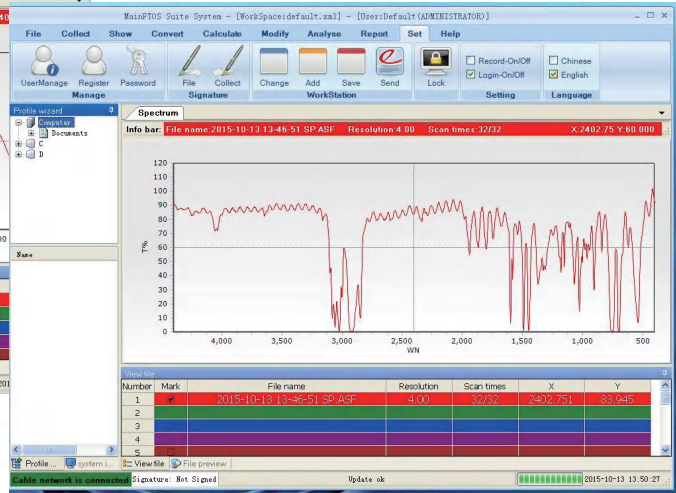 MainFTOS Suite System - [WorkSpace:default.xml] - [User:Default(ADMINISTRATOR)]
File Collect Show Convert Calculate Modify Analyse Report Set Help
UserManage Register Password File Collect Change Add Save Send Lock
Record-On/Off Chinese
Login-On/Off English
Manage Signature WorkStation Setting Language
Profile wizard
Computer
Documents
C
D
Name
Spectrum
Info bar: File name:2015-10-13 13-46-51 SP.ASF Resolution:4.00 Scan times:32/32 X:2402.75 Y:60.000
120
110
100
90
80
70
60
50
40
30
20
10
0
T%
4,000 3,500 3,000 2,500 2,000 1,500 1,000 500
WN
View file
Number Mark File name Resolution Scan times X Y
1 2015-10-13 13-46-51 SP.ASF 4.00 32/32 2402.751 83.945
2
3
4
5
Profile ... system i... View file File preview
Cable network is connected Signature: Not Signed Update ok 2015-10-13 13:50:27